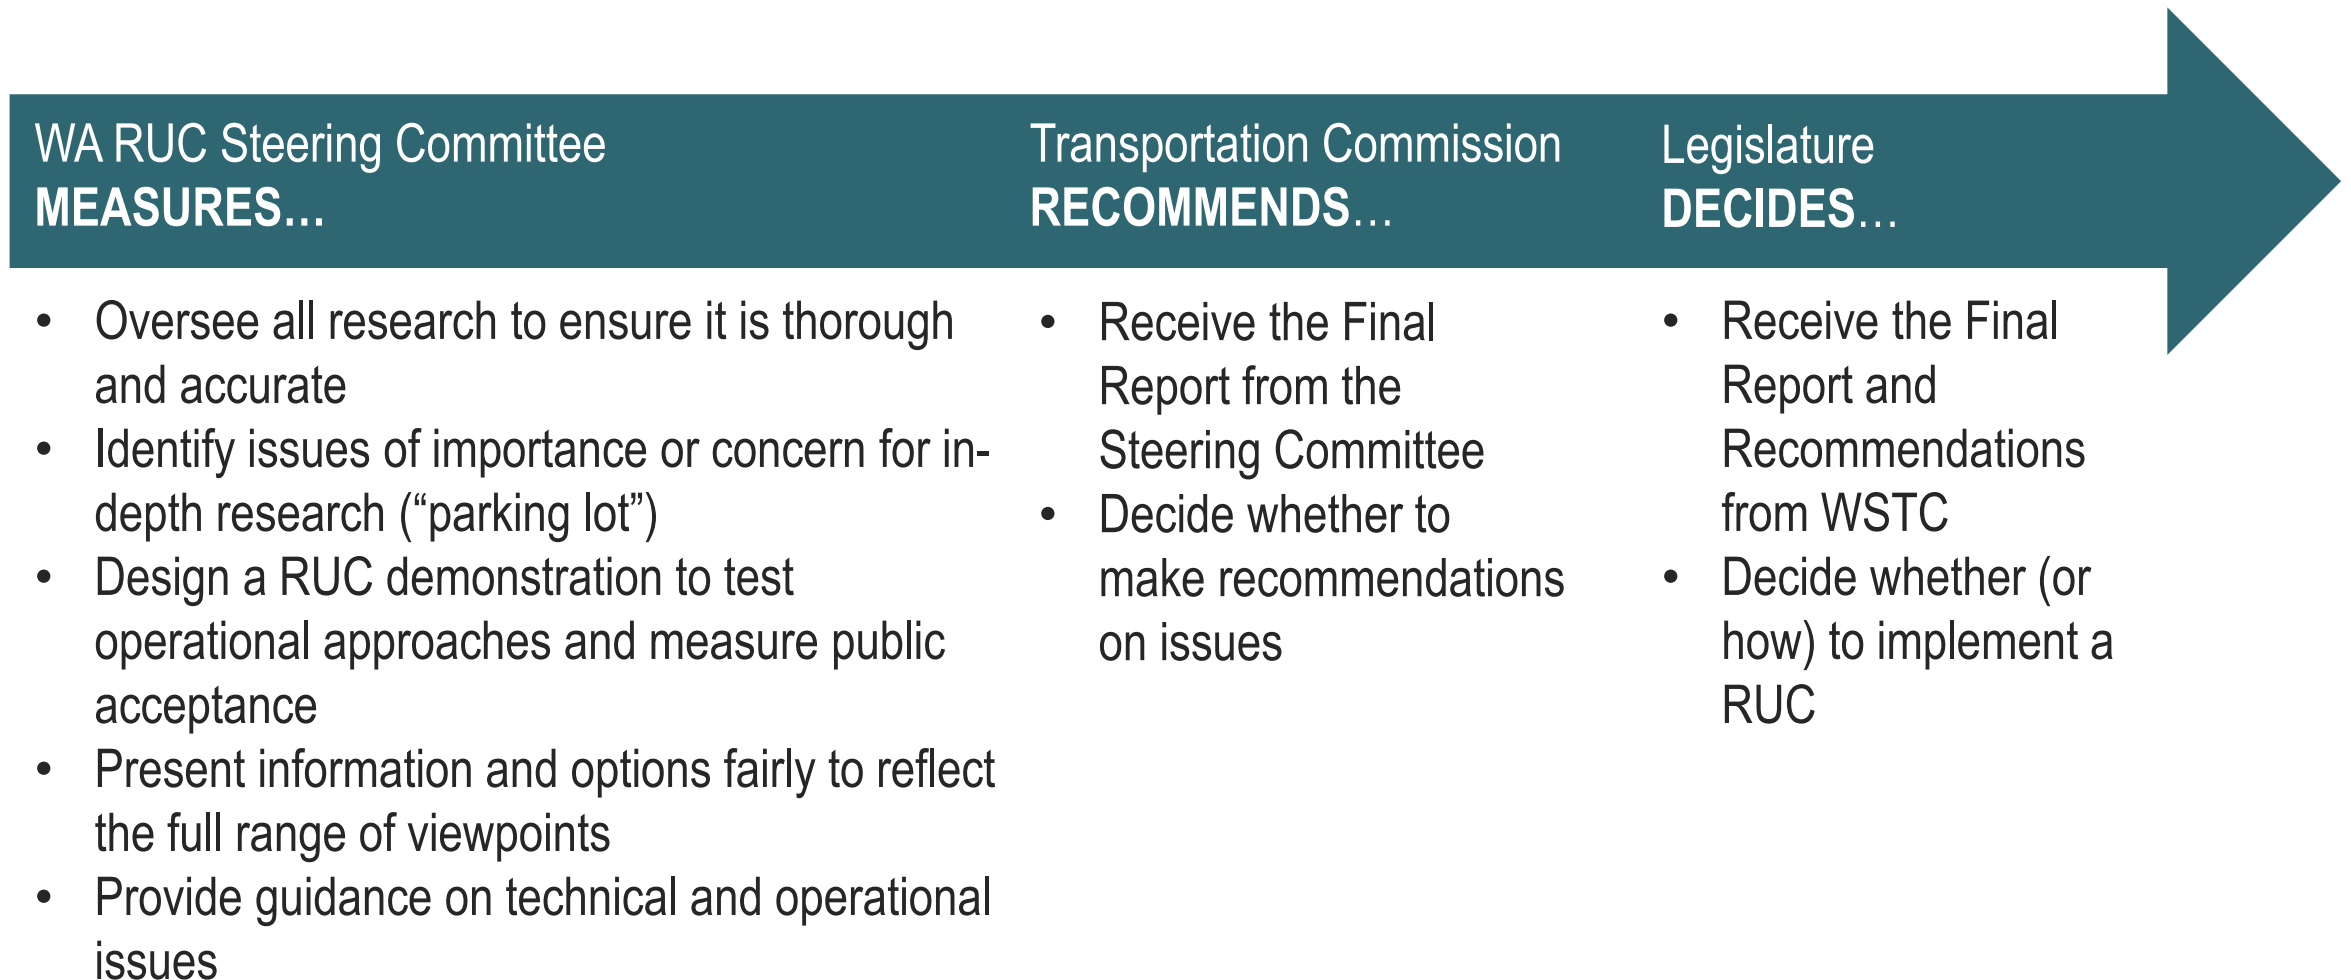 WA RUC Steering Committee
MEASURES…
• Oversee all research to ensure it is thorough
and accurate
• Identify issues of importance or concern for in-
depth research (“parking lot”)
• Design a RUC demonstration to test
operational approaches and measure public
acceptance
• Present information and options fairly to reflect
the full range of viewpoints
• Provide guidance on technical and operational
issues
Transportation Commission
RECOMMENDS…
• Receive the Final
Report from the
Steering Committee
• Decide whether to
make recommendations
on issues
Legislature
DECIDES…
• Receive the Final
Report and
Recommendations
from WSTC
• Decide whether (or
how) to implement a
RUC